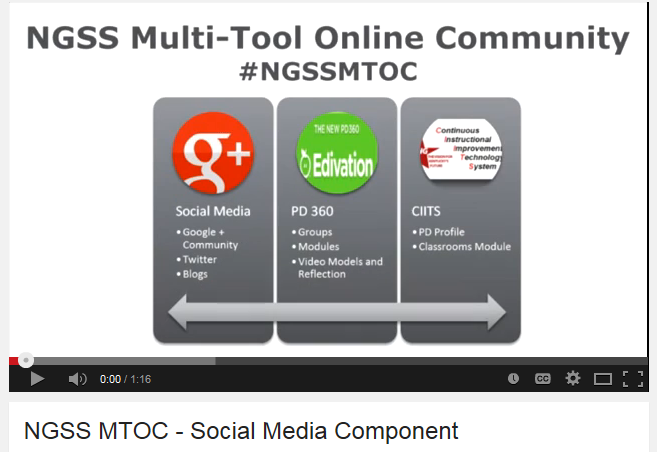 NGSS Multi-Tool Online Community
#NGSSMTOC
g+
Social Media
• Google +
Community
• Twitter
• Blogs
THE NEW PD360
Edivation
PD 360
• Groups
• Modules
• Video Models and
Reflection
Continuous
Instructional
Improvement
Technology
System
CIITS
• PD Profile
• Classrooms Module
0:00 / 1:16
CC
NGSS MTOC - Social Media Component